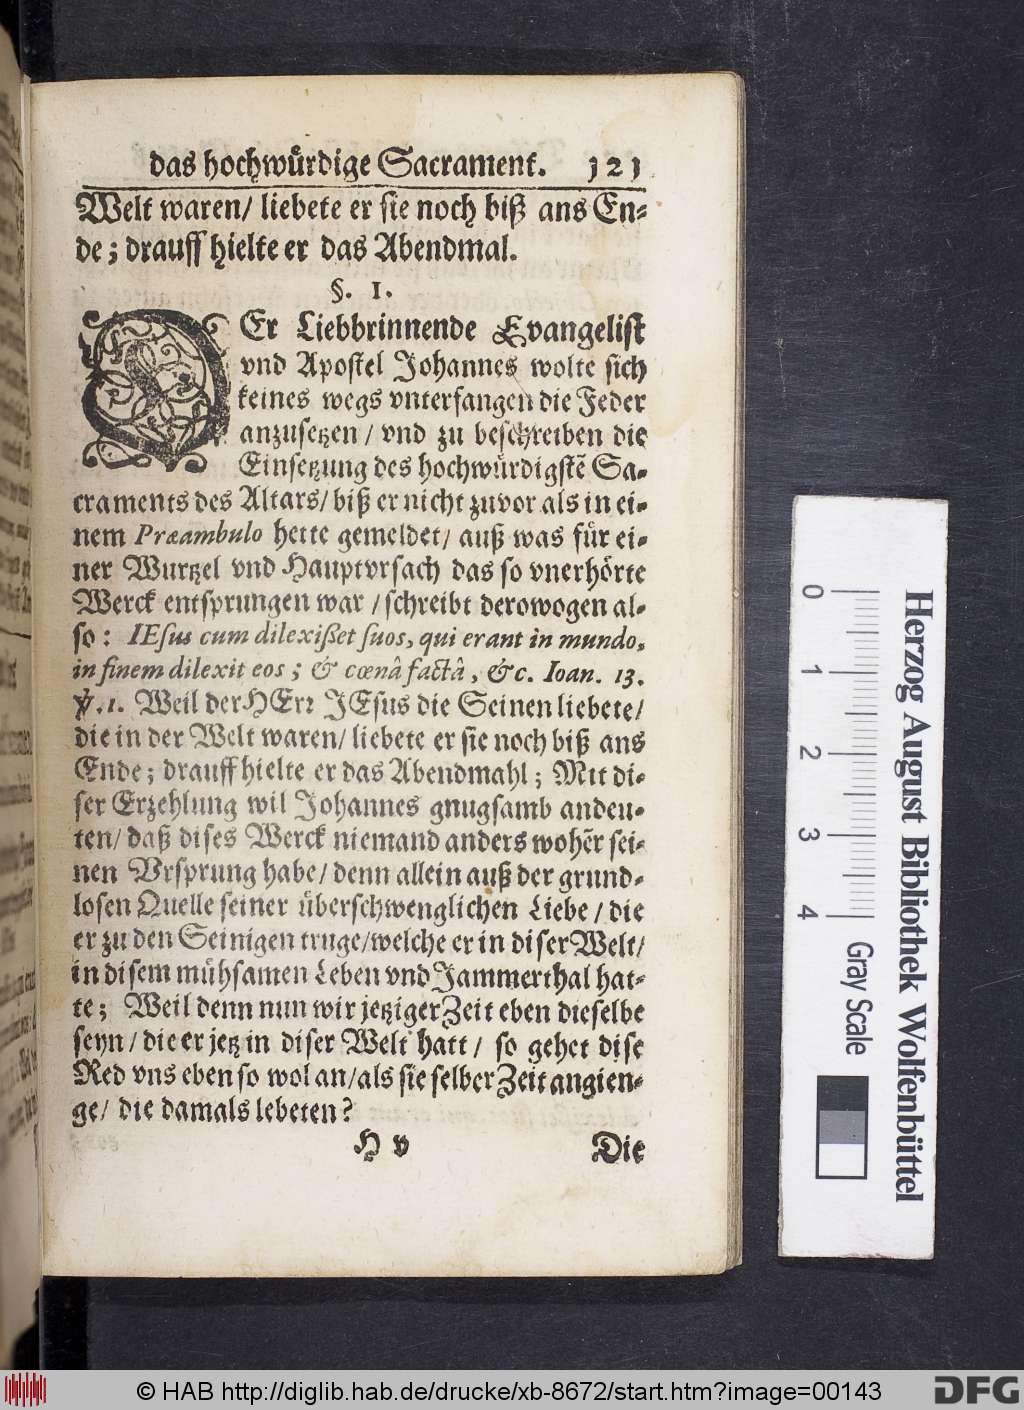 das hochwürdige Sacrament. 121
Welt waren/ liebete er sie noch biß ans En-
de; drauff hielte er das Abendmal.
§. I.
DEr Liebbrinnende Evangelist
vnd Apostel Johannes wolte sich
keines wegs vnterfangen die Feder
anzusetzen / vnd zu beschreiben die
Einsetzung des hochwürdigstē Sa-
craments des Altars/ biß er nicht zuvor als in ei-
nem Præambulo hette gemeldet/ auß was für ei-
ner Wurtzel vnd Hauptvrsach das so vnerhörte
Werck entsprungen war / schreibt derowogen al-
so: IEsus cum dilexißet suos, qui erant in mundo,
in finem dilexit eos; & cœnâ factâ, &c. Ioan. 13.
℣.1. Weil der HErr JEsus die Seinen liebete/
die in der Welt waren/ liebete er sie noch biß ans
Ende; drauff hielte er das Abendmahl; Mit di-
ser Erzehlung wil Johannes gnugsamb andeu-
ten/ daß dises Werck niemand anders wohēr sei-
nen Vrsprung habe/ denn allein auß der grund-
losen Quelle seiner überschwenglichen Liebe / die
er zu den Seinigen truge/welche er in diser Welt/
in disem mühsamen Leben vnd Jammerthal hat-
te; Weil denn nun wir jetziger Zeit eben dieselbe
seyn / die er jetz in diser Welt hatt / so gehet dise
Red vns eben so wol an/als sie selber Zeit angien-
ge/ die damals lebeten?
H v Die
0 1 2 3 4
Gray Scale
Herzog August Bibliothek Wolfenbüttel
© HAB http://diglib.hab.de/drucke/xb-8672/start.htm?image=00143
DFG